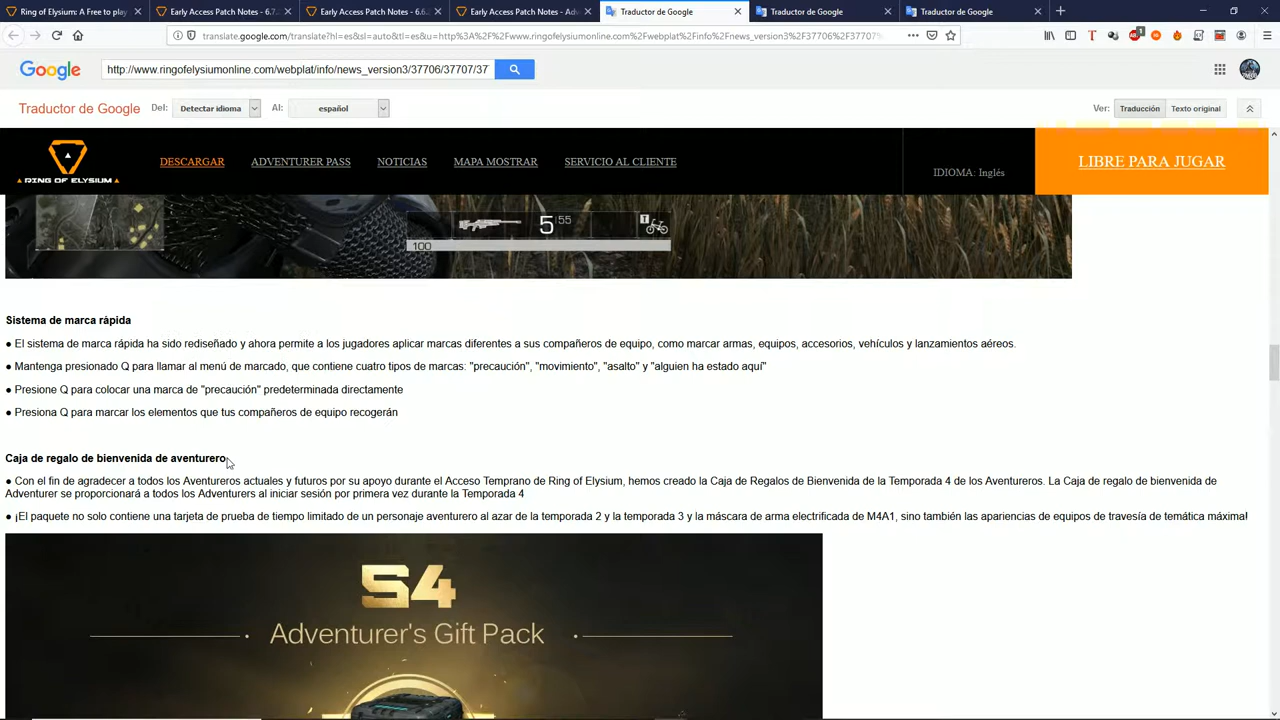 Ring of Elysium: A Free to play
Early Access Patch Notes - 6.7.
Early Access Patch Notes - 6.6.
Early Access Patch Notes - Adv
Traductor de Google
Traductor de Google
Traductor de Google
translate.google.com/translate?hl=es&sl=auto&tl=es&u=http%3A%2F%2Fwww.ringofelysiumonline.com%2Fwebplat%2Finfo%2Fnews_version3%2F37706%2F37707%2F
Google
http://www.ringofelysiumonline.com/webplat/info/news_version3/37706/37707/37
Traductor de Google
Del:
Detectar idioma
Al:
español
Ver:
Traducción
Texto original
RING OF ELYSIUM
DESCARGAR
ADVENTURER PASS
NOTICIAS
MAPA MOSTRAR
SERVICIO AL CLIENTE
IDIOMA: Inglés
LIBRE PARA JUGAR
5
55
T
100
Sistema de marca rápida
● El sistema de marca rápida ha sido rediseñado y ahora permite a los jugadores aplicar marcas diferentes a sus compañeros de equipo, como marcar armas, equipos, accesorios, vehículos y lanzamientos aéreos.
● Mantenga presionado Q para llamar al menú de marcado, que contiene cuatro tipos de marcas: "precaución", "movimiento", "asalto" y "alguien ha estado aquí"
● Presione Q para colocar una marca de "precaución" predeterminada directamente
● Presiona Q para marcar los elementos que tus compañeros de equipo recogerán
Caja de regalo de bienvenida de aventurero
● Con el fin de agradecer a todos los Aventureros actuales y futuros por su apoyo durante el Acceso Temprano de Ring of Elysium, hemos creado la Caja de Regalos de Bienvenida de la Temporada 4 de los Aventureros. La Caja de regalo de bienvenida de
Adventurer se proporcionará a todos los Adventurers al iniciar sesión por primera vez durante la Temporada 4
● ¡El paquete no solo contiene una tarjeta de prueba de tiempo limitado de un personaje aventurero al azar de la temporada 2 y la temporada 3 y la máscara de arma electrificada de M4A1, sino también las apariencias de equipos de travesía de temática máxima!
S4
Adventurer's Gift Pack